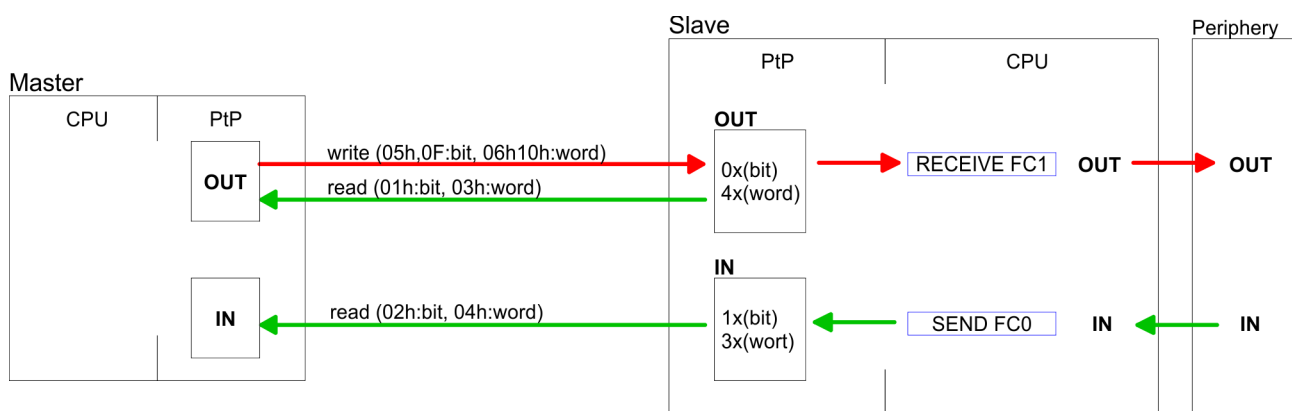 Slave
Periphery
PtP
CPU
Master
CPU
PtP
OUT
write (05h,0F:bit, 06h10h:word)
OUT
0x(bit)
4x(word)
RECEIVE FC1
OUT
OUT
read (01h:bit, 03h:word)
IN
IN
read (02h:bit, 04h:word)
1x(bit)
3x(wort)
SEND FC0
IN
IN